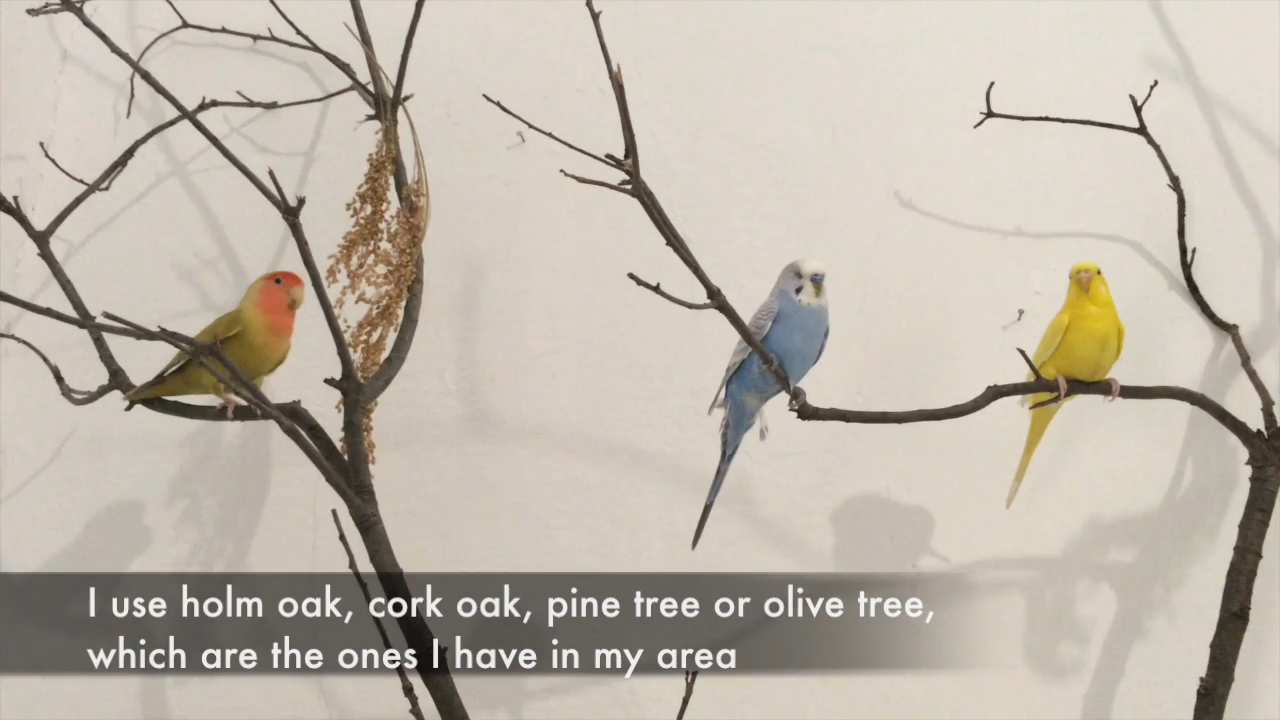 I use holm oak, cork oak, pine tree or olive tree,
which are the ones I have in my area